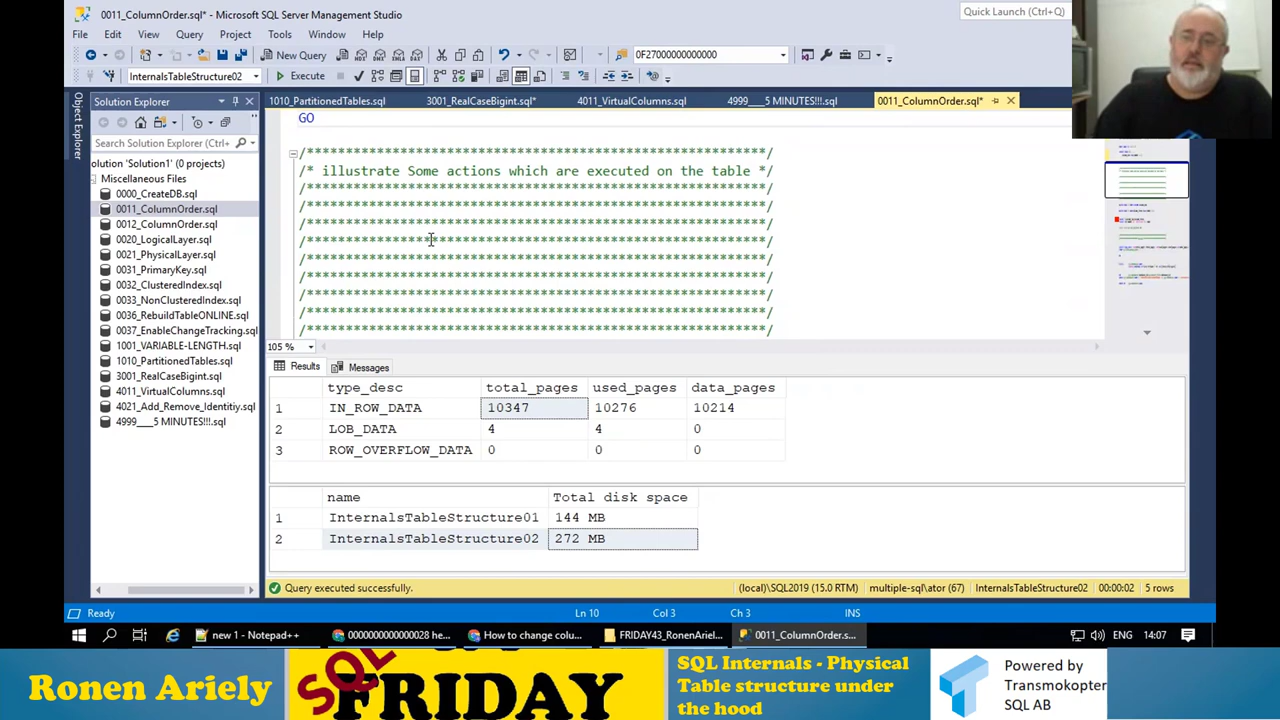 0011_ColumnOrder.sql* - Microsoft SQL Server Management Studio
Quick Launch (Ctrl+Q)
File Edit View Query Project Tools Window Help
New Query
0F27000000000000
InternalsTableStructure02
Execute
Object Explorer
Solution Explorer
1010_PartitionedTables.sql 3001_RealCaseBigint.sql* 4011_VirtualColumns.sql 4999___5 MINUTES!!!.sql 0011_ColumnOrder.sql*
Search Solution Explorer (Ctrl+
olution 'Solution1' (0 projects)
Miscellaneous Files
0000_CreateDB.sql
0011_ColumnOrder.sql
0012_ColumnOrder.sql
0020_LogicalLayer.sql
0021_PhysicalLayer.sql
0031_PrimaryKey.sql
0032_ClusteredIndex.sql
0033_NonClusteredIndex.sql
0036_RebuildTableONLINE.sql
0037_EnableChangeTracking.sql
1001_VARIABLE-LENGTH.sql
1010_PartitionedTables.sql
3001_RealCaseBigint.sql
4011_VirtualColumns.sql
4021_Add_Remove_Identitiy.sql
4999___5 MINUTES!!!.sql
GO
/***********************************************************/
/* illustrate Some actions which are executed on the table */
/***********************************************************/
/***********************************************************/
/***********************************************************/
/***********************************************************/
/***********************************************************/
/***********************************************************/
/***********************************************************/
/***********************************************************/
/***********************************************************/
105 %
Results Messages
type_desc total_pages used_pages data_pages
1 IN_ROW_DATA 10347 10276 10214
2 LOB_DATA 4 4 0
3 ROW_OVERFLOW_DATA 0 0 0
name Total disk space
1 InternalsTableStructure01 144 MB
2 InternalsTableStructure02 272 MB
Query executed successfully. (local)\SQL2019 (15.0 RTM) multiple-sql\ator (67) InternalsTableStructure02 00:00:02 5 rows
Ready Ln 10 Col 3 Ch 3 INS
new 1 - Notepad++ 0000000000000028 he... How to change colu... FRIDAY43_RonenAriel... 0011_ColumnOrder.s... ENG 14:07
Ronen Ariely
SQL FRIDAY
SQL Internals - Physical
Table structure under
the hood
Powered by
Transmokopter
SQL AB